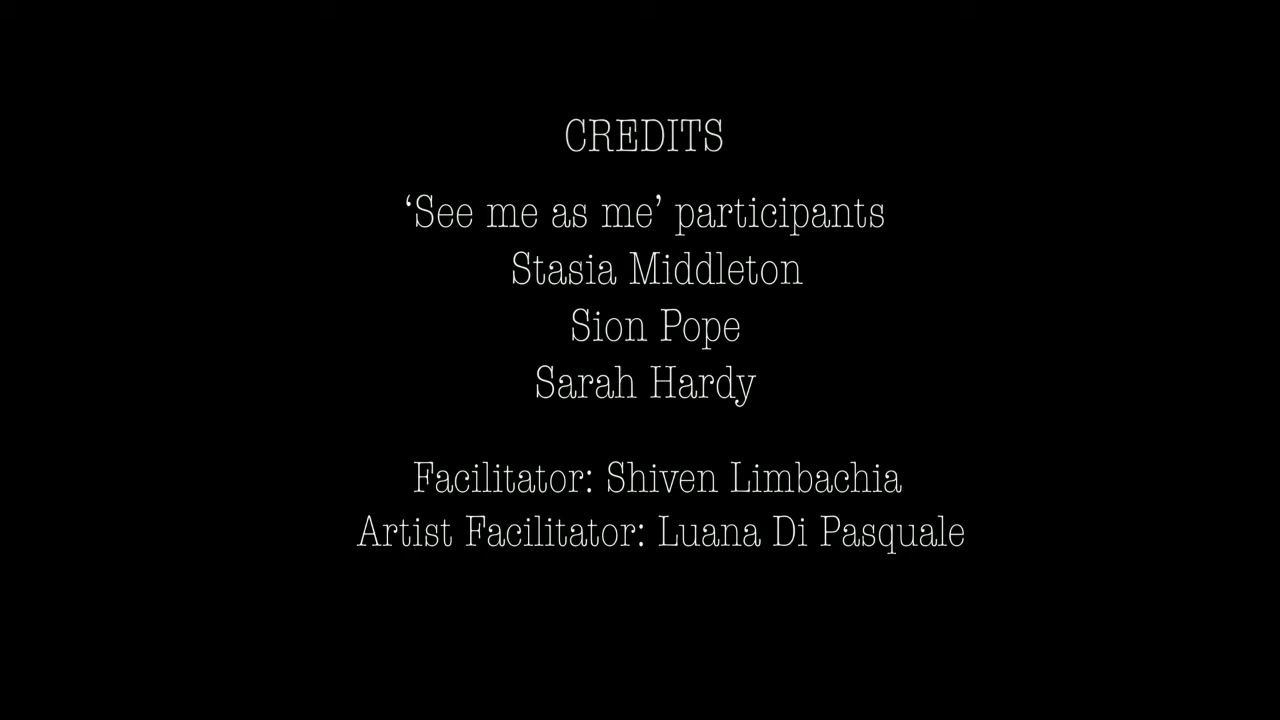 CREDITS
‘See me as me’ participants
Stasia Middleton
Sion Pope
Sarah Hardy
Facilitator: Shiven Limbachia
Artist Facilitator: Luana Di Pasquale